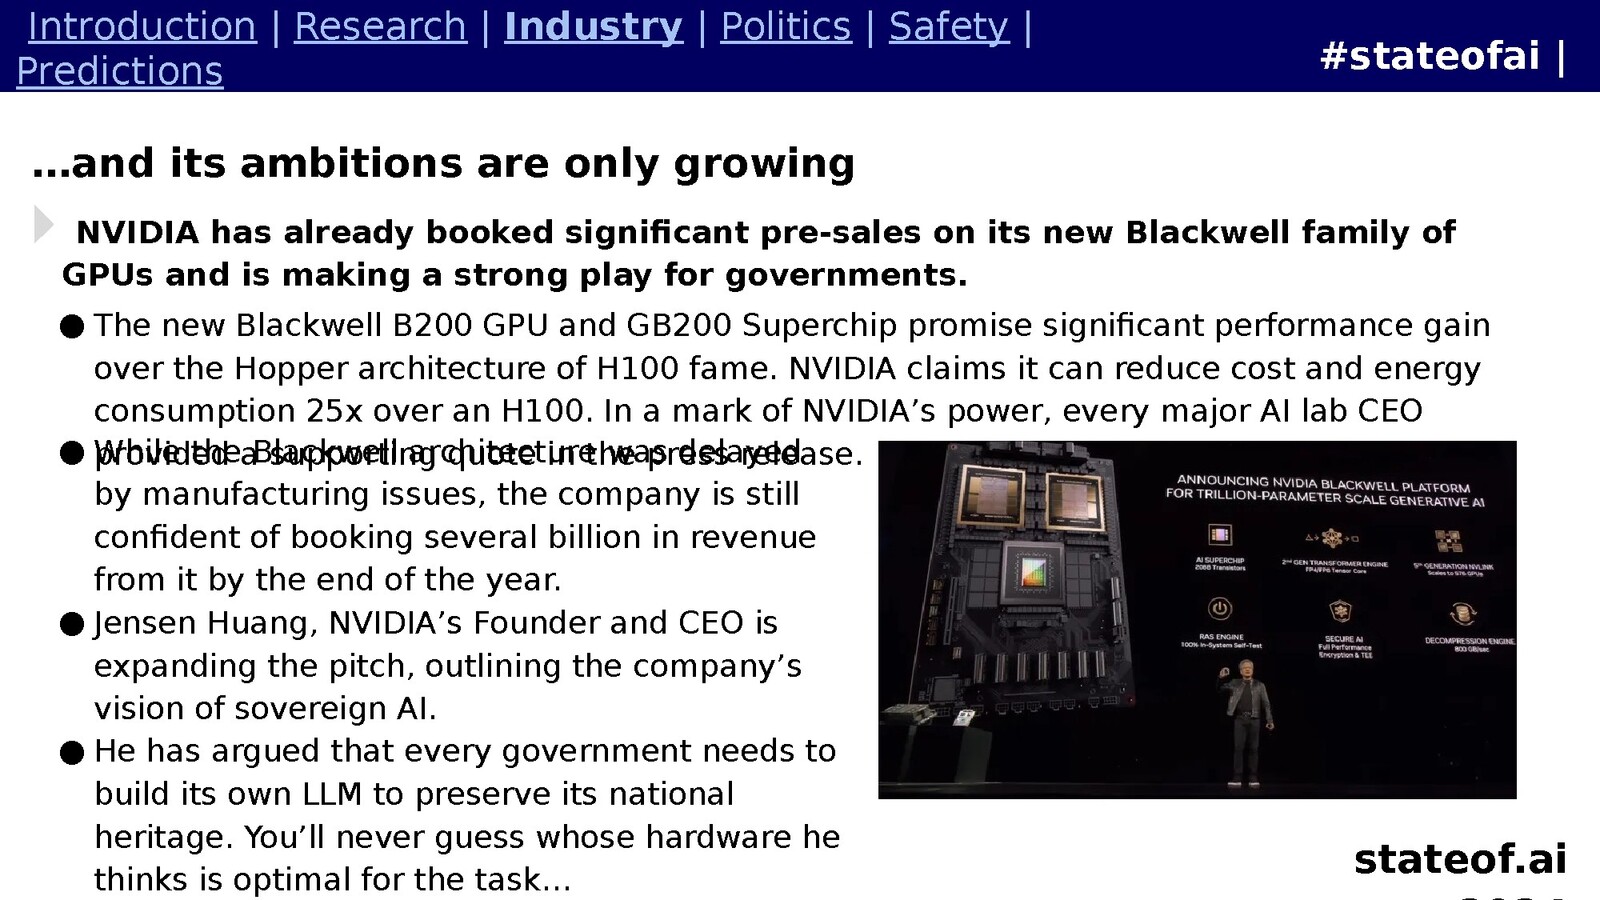 Introduction | Research | Industry | Politics | Safety |
Predictions
#stateofai |
…and its ambitions are only growing
NVIDIA has already booked significant pre-sales on its new Blackwell family of
GPUs and is making a strong play for governments.
● The new Blackwell B200 GPU and GB200 Superchip promise significant performance gain
over the Hopper architecture of H100 fame. NVIDIA claims it can reduce cost and energy
consumption 25x over an H100. In a mark of NVIDIA’s power, every major AI lab CEO
provided a supporting quote in the press release.
● While the Blackwell architecture was delayed
by manufacturing issues, the company is still
confident of booking several billion in revenue
from it by the end of the year.
● Jensen Huang, NVIDIA’s Founder and CEO is
expanding the pitch, outlining the company’s
vision of sovereign AI.
● He has argued that every government needs to
build its own LLM to preserve its national
heritage. You’ll never guess whose hardware he
thinks is optimal for the task…
ANNOUNCING NVIDIA BLACKWELL PLATFORM
FOR TRILLION-PARAMETER SCALE GENERATIVE AI
AI SUPERCHIP
208B Transistors
2nd GEN TRANSFORMER ENGINE
FP4/FP6 Tensor Core
5th GENERATION NVLINK
Scales to 576 GPUs
RAS ENGINE
100% In-System Self-Test
SECURE AI
Full Performance
Encryption & TEE
DECOMPRESSION ENGINE
800 GB/sec
stateof.ai